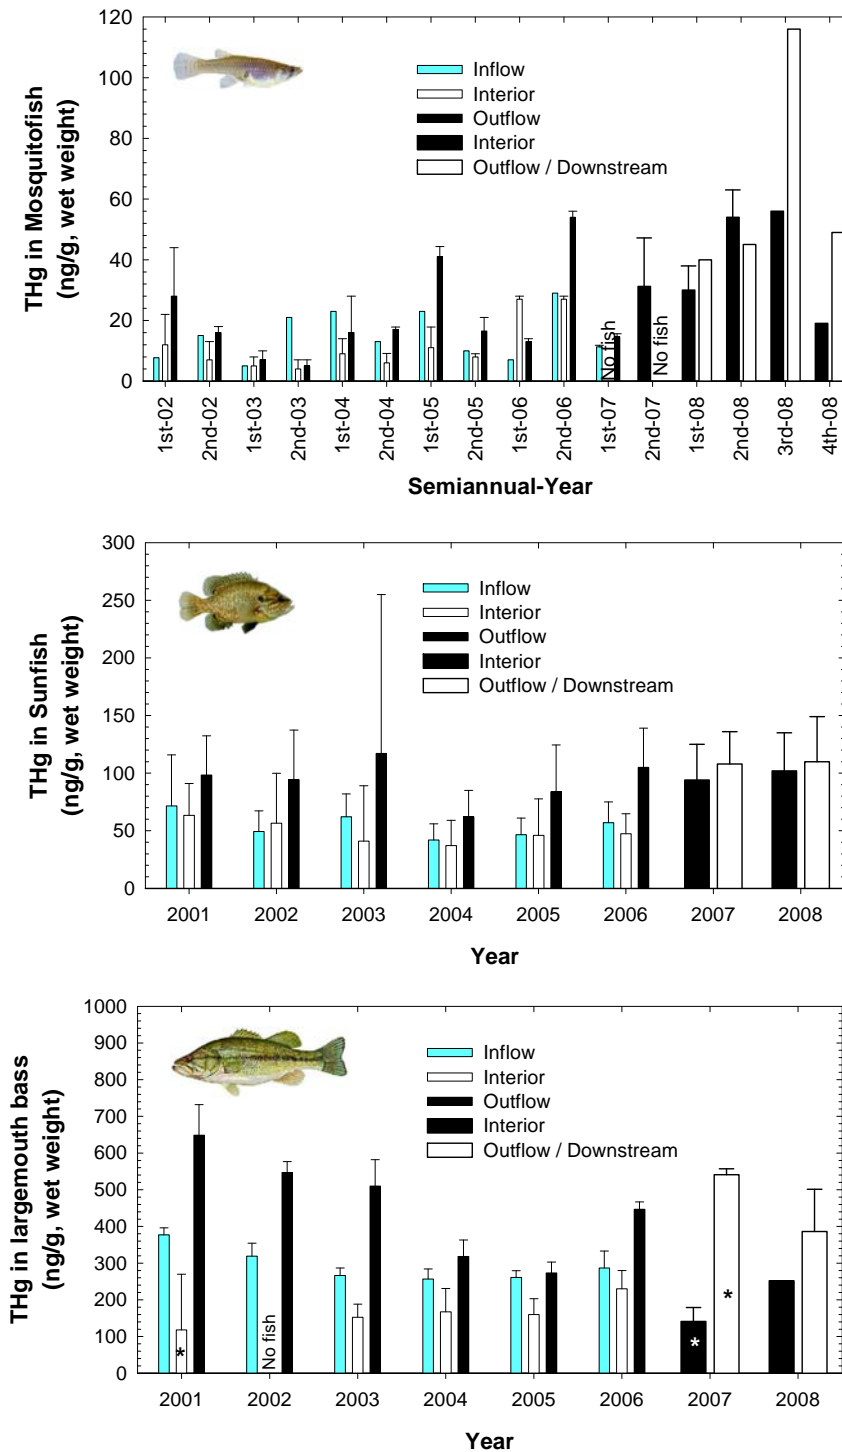 120
100
80
60
40
20
0
THg in Mosquitofish
(ng/g, wet weight)
Inflow
Interior
Outflow
Interior
Outflow / Downstream
No fish
No fish
1st-02
2nd-02
1st-03
2nd-03
1st-04
2nd-04
1st-05
2nd-05
1st-06
2nd-06
1st-07
2nd-07
1st-08
2nd-08
3rd-08
4th-08
Semiannual-Year
300
250
200
150
100
50
0
THg in Sunfish
(ng/g, wet weight)
Inflow
Interior
Outflow
Interior
Outflow / Downstream
2001 2002 2003 2004 2005 2006 2007 2008
Year
1000
900
800
700
600
500
400
300
200
100
0
THg in largemouth bass
(ng/g, wet weight)
Inflow
Interior
Outflow
Interior
Outflow / Downstream
*
No fish
*
*
2001 2002 2003 2004 2005 2006 2007 2008
Year